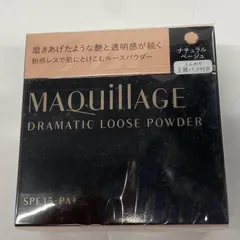 磨きあげたような艶と透明感が続く
粉感レスで肌にとけこむルースパウダー
ナチュラル
ベージュ
ふんわり
上質パフ付き
MAQuillAGE
DRAMATIC LOOSE POWDER
SPF15 PA+